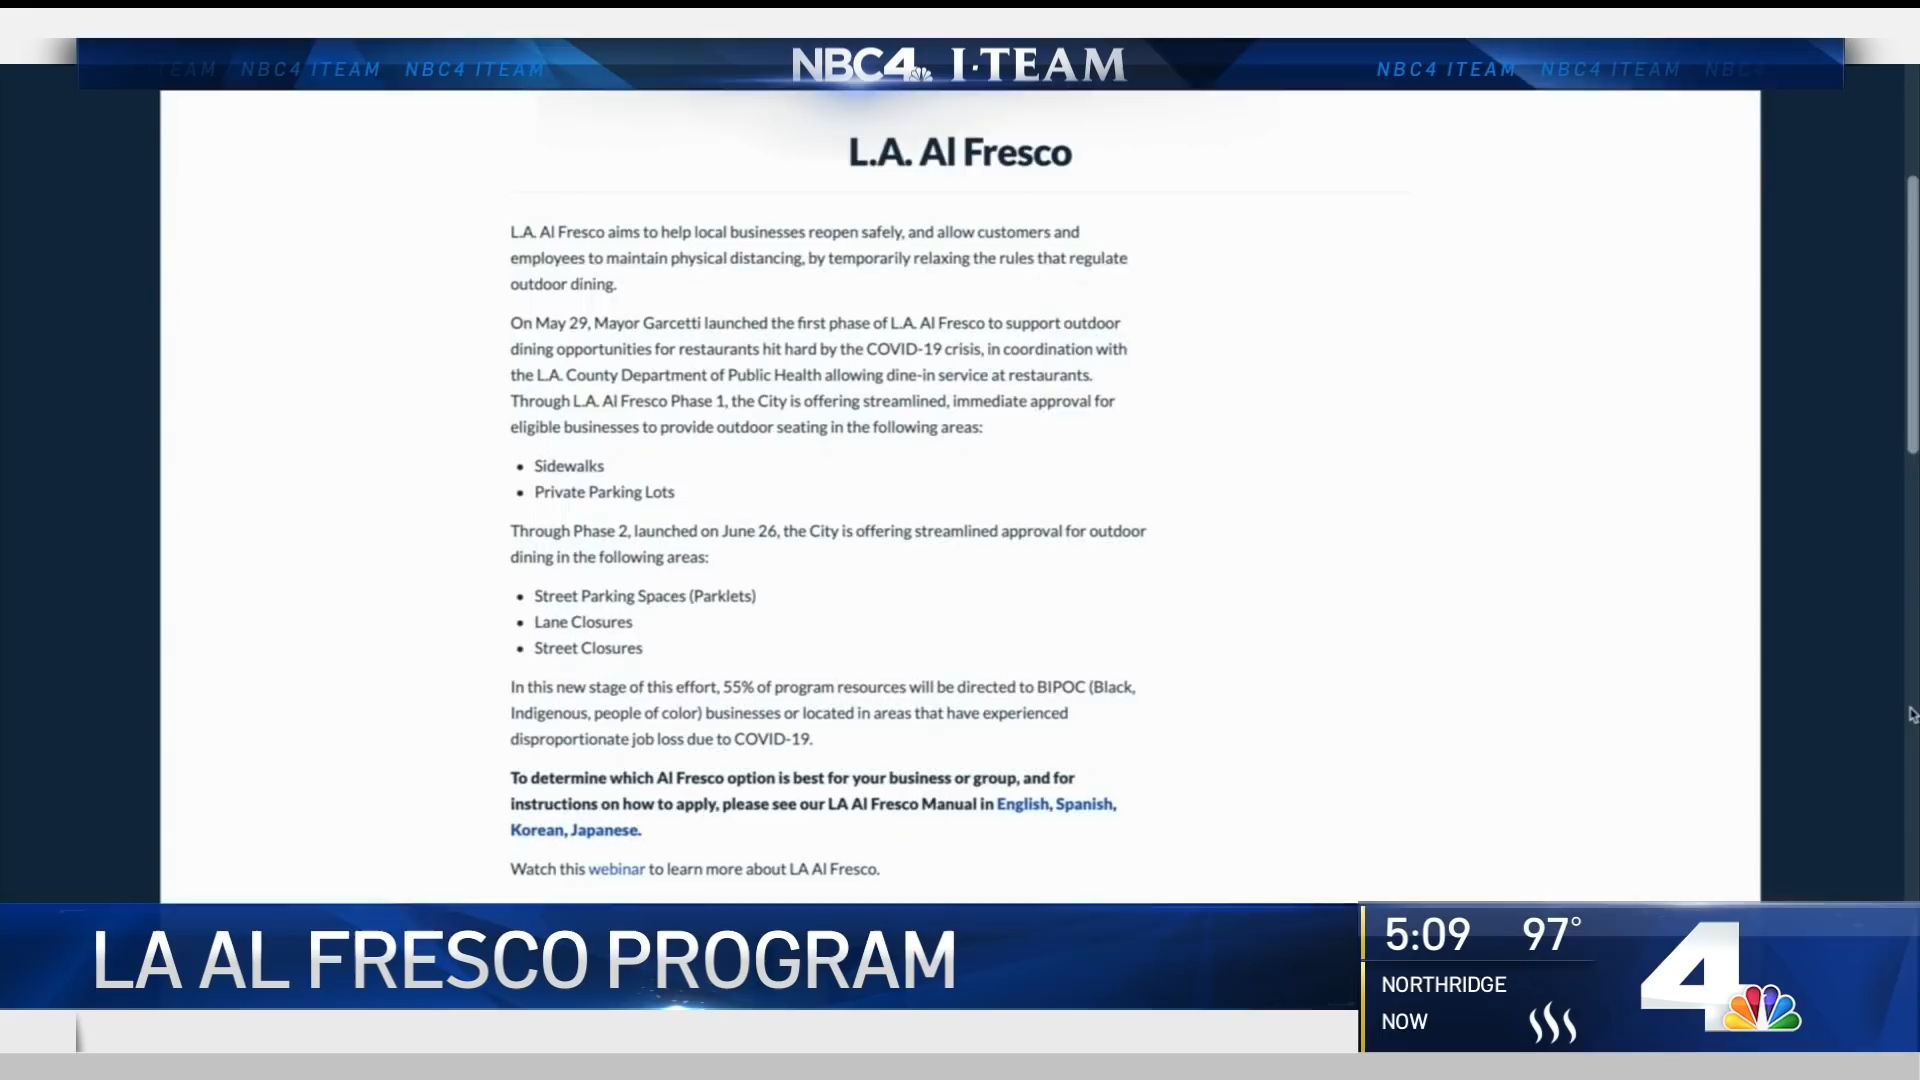 EAM NBC4 ITEAM NBC4 ITEAM
NBC4 I-TEAM
NBC4 ITEAM NBC4 ITEAM NBC4
L.A. Al Fresco
L.A. Al Fresco aims to help local businesses reopen safely, and allow customers and
employees to maintain physical distancing, by temporarily relaxing the rules that regulate
outdoor dining.
On May 29, Mayor Garcetti launched the first phase of L.A. Al Fresco to support outdoor
dining opportunities for restaurants hit hard by the COVID-19 crisis, in coordination with
the L.A. County Department of Public Health allowing dine-in service at restaurants.
Through L.A. Al Fresco Phase 1, the City is offering streamlined, immediate approval for
eligible businesses to provide outdoor seating in the following areas:
• Sidewalks
• Private Parking Lots
Through Phase 2, launched on June 26, the City is offering streamlined approval for outdoor
dining in the following areas:
• Street Parking Spaces (Parklets)
• Lane Closures
• Street Closures
In this new stage of this effort, 55% of program resources will be directed to BIPOC (Black,
Indigenous, people of color) businesses or located in areas that have experienced
disproportionate job loss due to COVID-19.
To determine which Al Fresco option is best for your business or group, and for
instructions on how to apply, please see our LA Al Fresco Manual in English, Spanish,
Korean, Japanese.
Watch this webinar to learn more about LA Al Fresco.
LA AL FRESCO PROGRAM
5:09 97°
NORTHRIDGE
NOW
4